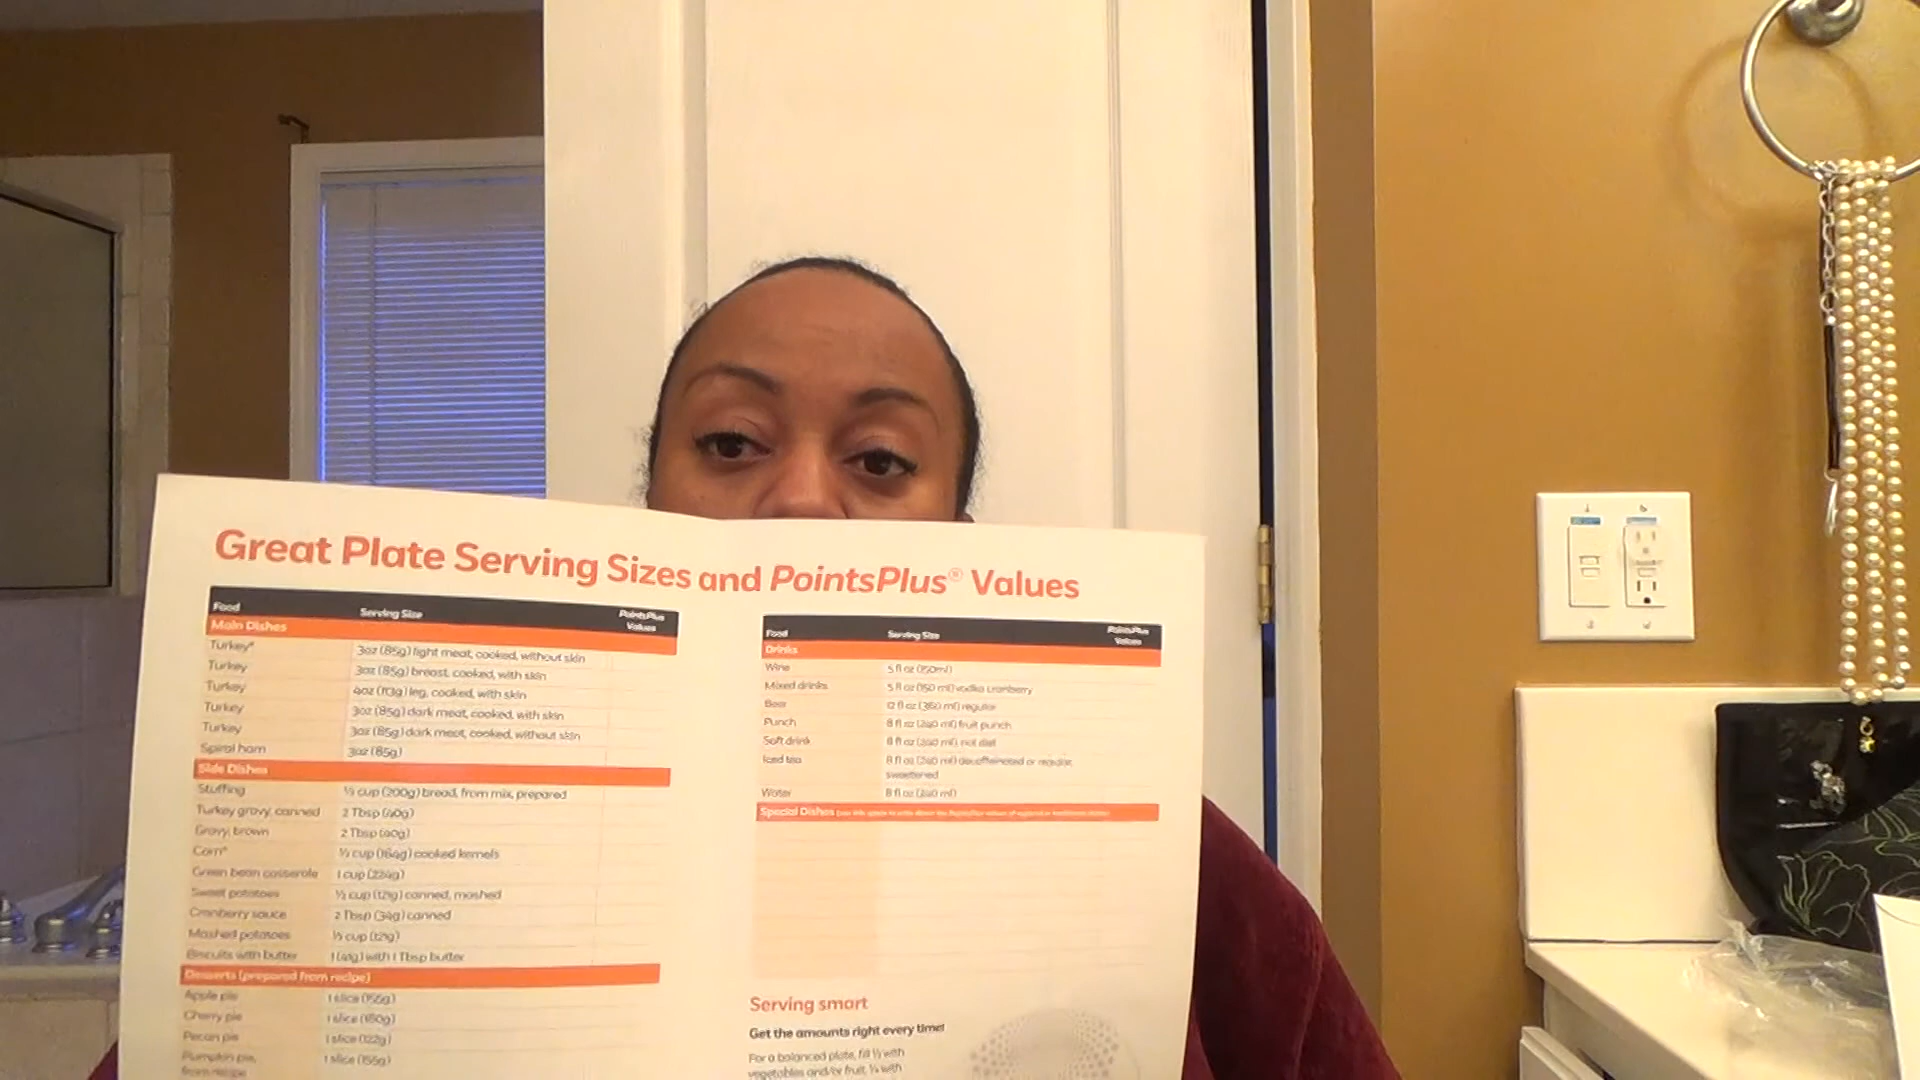 Great Plate Serving Sizes and PointsPlus® Values
Food Serving Size PointsPlus Values
Main Dishes
Turkey* 3oz (85g) light meat, cooked, without skin
Turkey 3oz (85g) breast, cooked, with skin
Turkey 4oz (113g) leg, cooked, with skin
Turkey 3oz (85g) dark meat, cooked, with skin
Turkey 3oz (85g) dark meat, cooked, without skin
Spiral ham 3oz (85g)
Side Dishes
Stuffing cup (200g) bread, from mix, prepared
Turkey gravy, canned 2 Tbsp (40g)
Gravy, brown 2 Tbsp (40g)
Corn* ½ cup (164g) cooked kernels
Green bean casserole 1 cup (224g)
Sweet potatoes ½ cup (121g) canned, mashed
Cranberry sauce 2 Tbsp (34g) canned
Mashed potatoes ½ cup (121g)
Biscuits with butter 1 with 1 Tbsp butter
Desserts (prepared from recipe)
Apple pie 1 slice (155g)
Cherry pie 1 slice (180g)
Pecan pie 1 slice (122g)
Pumpkin pie, 1 slice (155g)
from recipe
Food Serving Size PointsPlus Values
Drinks
Wine 5 fl oz (150ml)
Mixed drinks 5 fl oz (150 ml) vodka cranberry
Beer 12 fl oz (360 ml) regular
Punch 8 fl oz (240 ml) fruit punch
Soft drink 8 fl oz (240 ml), not diet
Iced tea 8 fl oz (240 ml) decaffeinated or regular,
sweetened
Water 8 fl oz (240 ml)
Special Dishes
Serving smart
Get the amounts right every time!
For a balanced plate, fill ½ with
vegetables and/or fruit, ¼ with